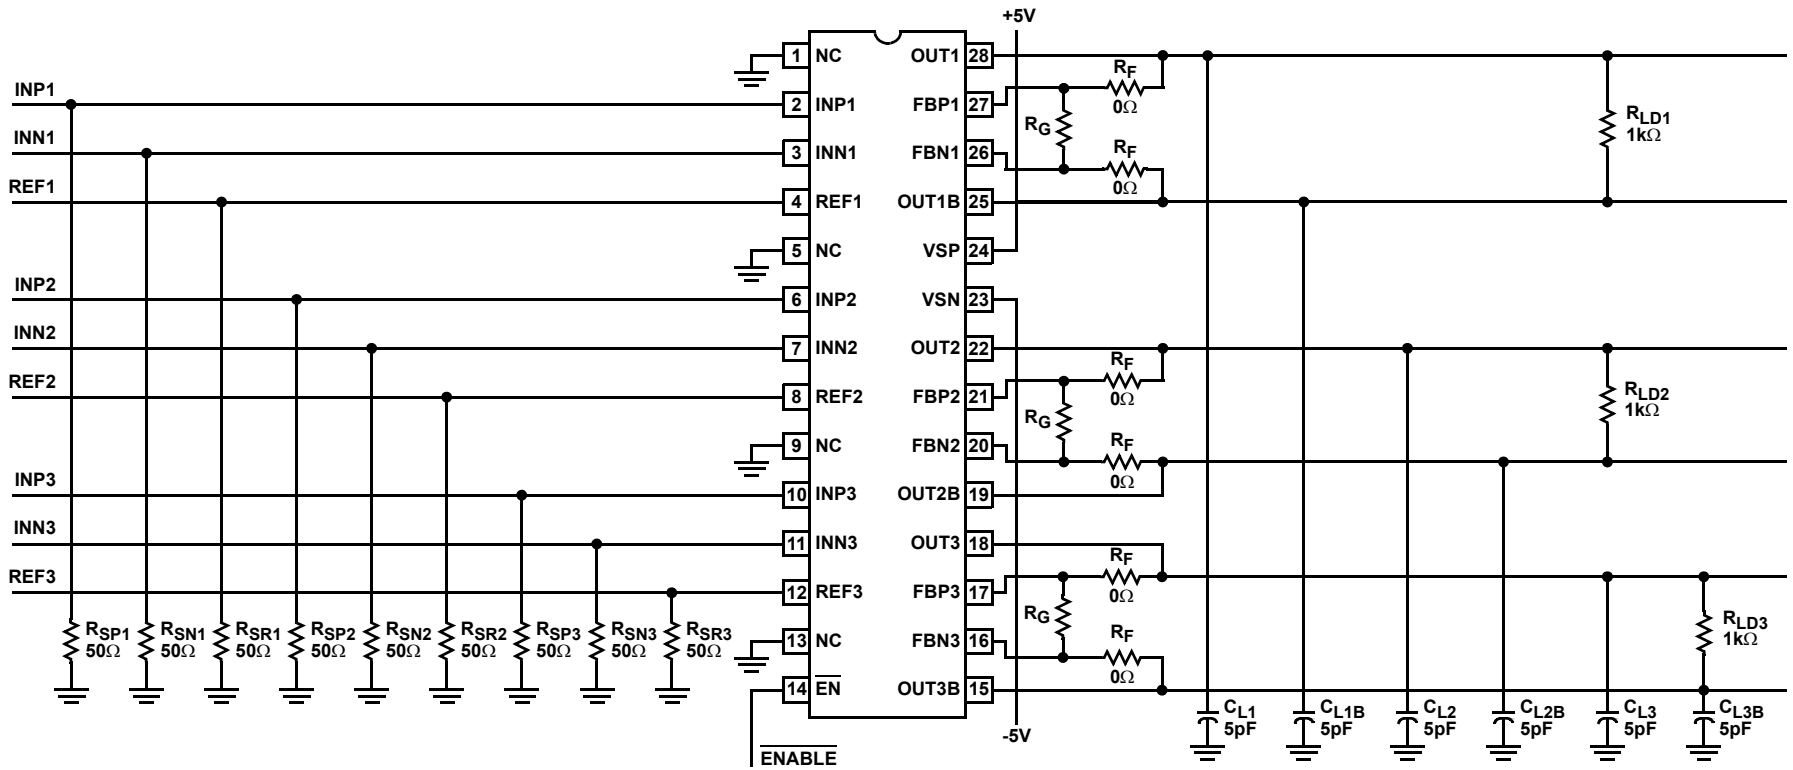 +5V
1 NC OUT1 28
INP1
2 INP1 FBP1 27
INN1
3 INN1 FBN1 26
REF1
4 REF1 OUT1B 25
5 NC VSP 24
INP2
6 INP2 VSN 23
INN2
7 INN2 OUT2 22
REF2
8 REF2 FBP2 21
9 NC FBN2 20
INP3
10 INP3 OUT2B 19
INN3
11 INN3 OUT3 18
REF3
12 REF3 FBP3 17
13 NC FBN3 16
14 EN OUT3B 15
ENABLE
-5V
RF
0Ω
RG
RF
0Ω
RLD1
1kΩ
RF
0Ω
RG
RF
0Ω
RLD2
1kΩ
RF
0Ω
RG
RF
0Ω
RLD3
1kΩ
RSP1
50Ω
RSN1
50Ω
RSR1
50Ω
RSP2
50Ω
RSN2
50Ω
RSR2
50Ω
RSP3
50Ω
RSN3
50Ω
RSR3
50Ω
CL1
5pF
CL1B
5pF
CL2
5pF
CL2B
5pF
CL3
5pF
CL3B
5pF